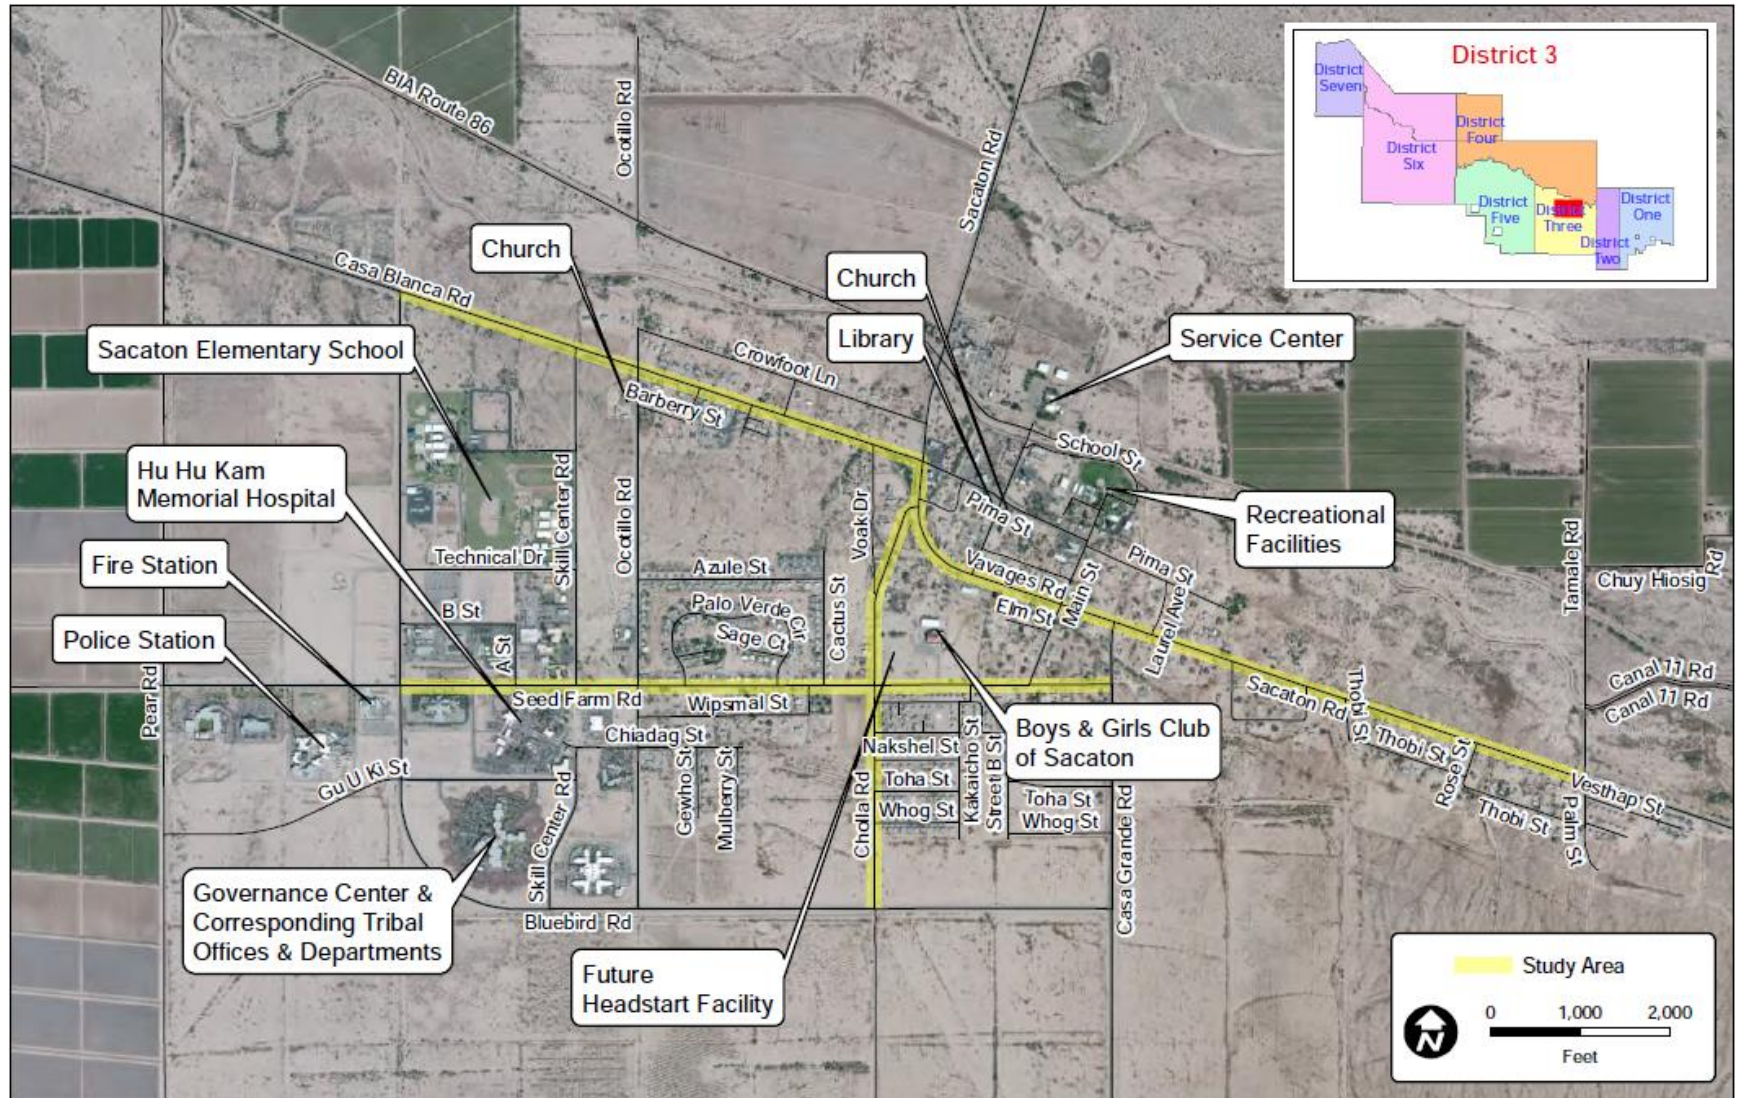 BIA Route 86
Ocotillo Rd
Sacaton Rd
District 3
District
Seven
District
Four
District
Six
District
Five
District
Three
District
One
District
Two
Casa Blanca Rd
Church
Church
Library
Service Center
Sacaton Elementary School
Crowfoot Ln
Barberry St
School St
Hu Hu Kam
Memorial Hospital
Skill Center Rd
Ocotillo Rd
Voak Dr
Pima St
Recreational
Facilities
Technical Dr
Azule St
Vavages Rd
Pima St
Tamale Rd
Chuy Hiosig Rd
Fire Station
B St
Palo Verde Cir
Sage Ct
Cactus St
Elm St
Main St
Laurel Ave
Police Station
A St
Pear Rd
Seed Farm Rd
Wipsmal St
Sacaton Rd
Thobi St
Canal 11 Rd
Canal 11 Rd
Chiadag St
Nakshel St
Kakaicho St
Street B St
Boys & Girls Club
of Sacaton
Thobi St
Rose St
Gu U Ki St
Gewho St
Mulberry St
Cholla Rd
Toha St
Whog St
Toha St
Whog St
Casa Grande Rd
Vesthap St
Thobi St
Palm St
Skill Center Rd
Governance Center &
Corresponding Tribal
Offices & Departments
Bluebird Rd
Future
Headstart Facility
Study Area
N
0 1,000 2,000
Feet